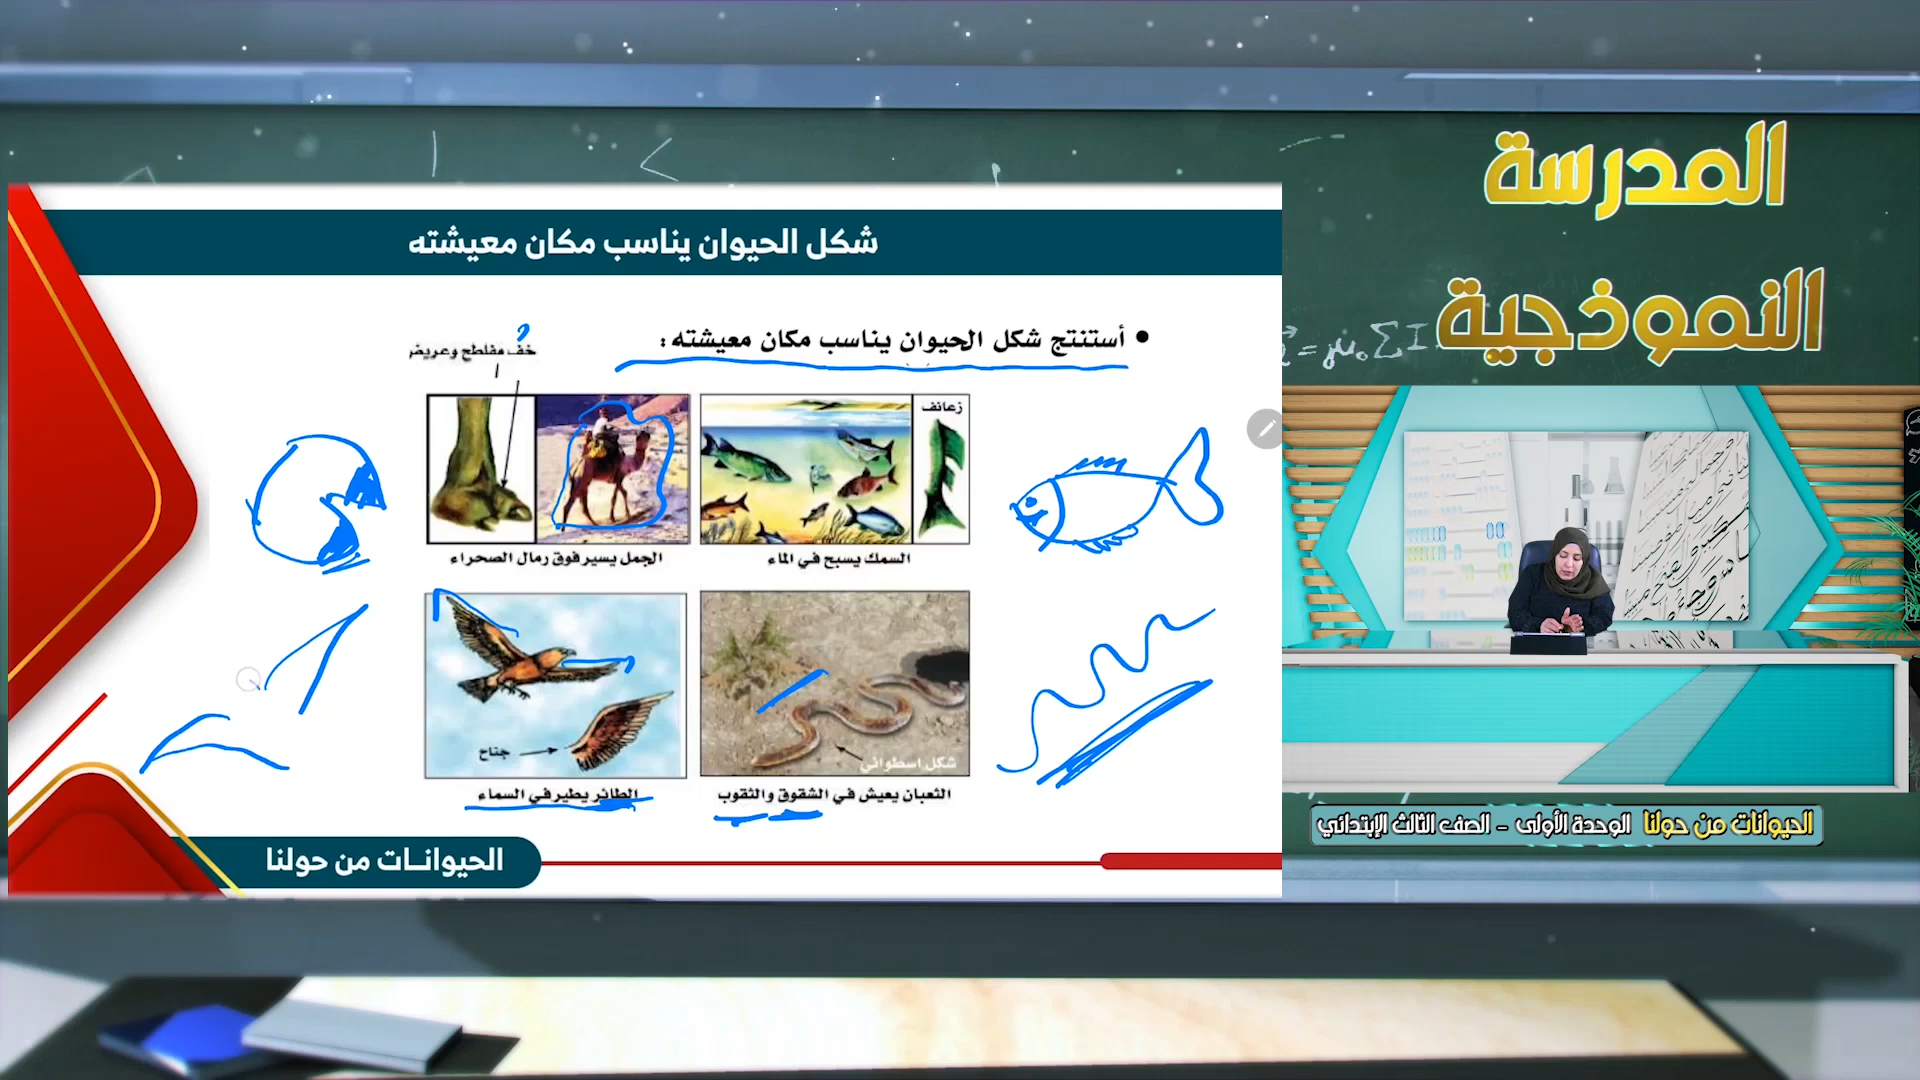 المدرسة
النموذجية
شكل الحيوان يناسب مكان معيشته
• أستنتج شكل الحيوان يناسب مكان معيشته :
خف مفلطح وعريض
زعانف
السمك يسبح في الماء
الجمل يسير فوق رمال الصحراء
شكل اسطواني
جناح
الثعبان يعيش في الشقوق والثقوب
الطائر يطير في السماء
الحيوانات من حولنا
الحيوانات من حولنا الوحدة الأولى - الصف الثالث الإبتدائي